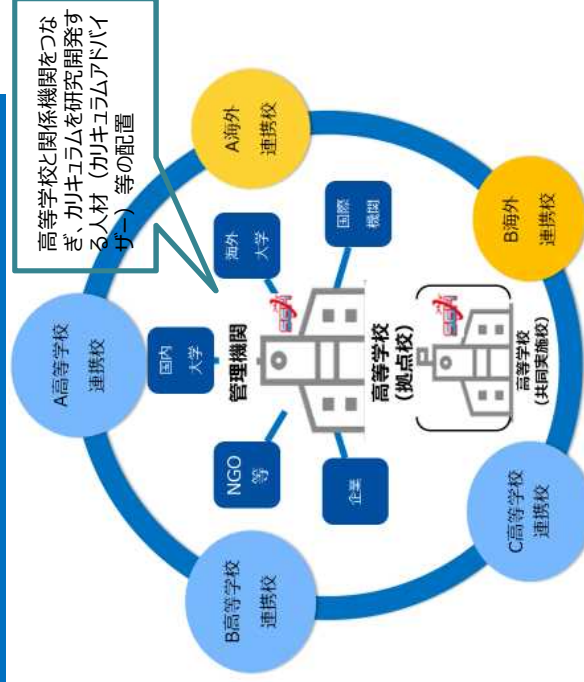 高等学校と関係機関をつな
ぎ、カリキュラムを研究開発す
る人材（カリキュラムアドバイ
ザー）等の配置
A高等学校
連携校
B高等学校
連携校
A海外
連携校
国内
大学
海外
大学
NGO
等
管理機関
国際
機関
企業
高等学校
（拠点校）
高等学校
（共同実施校）
C高等学校
連携校
B海外
連携校